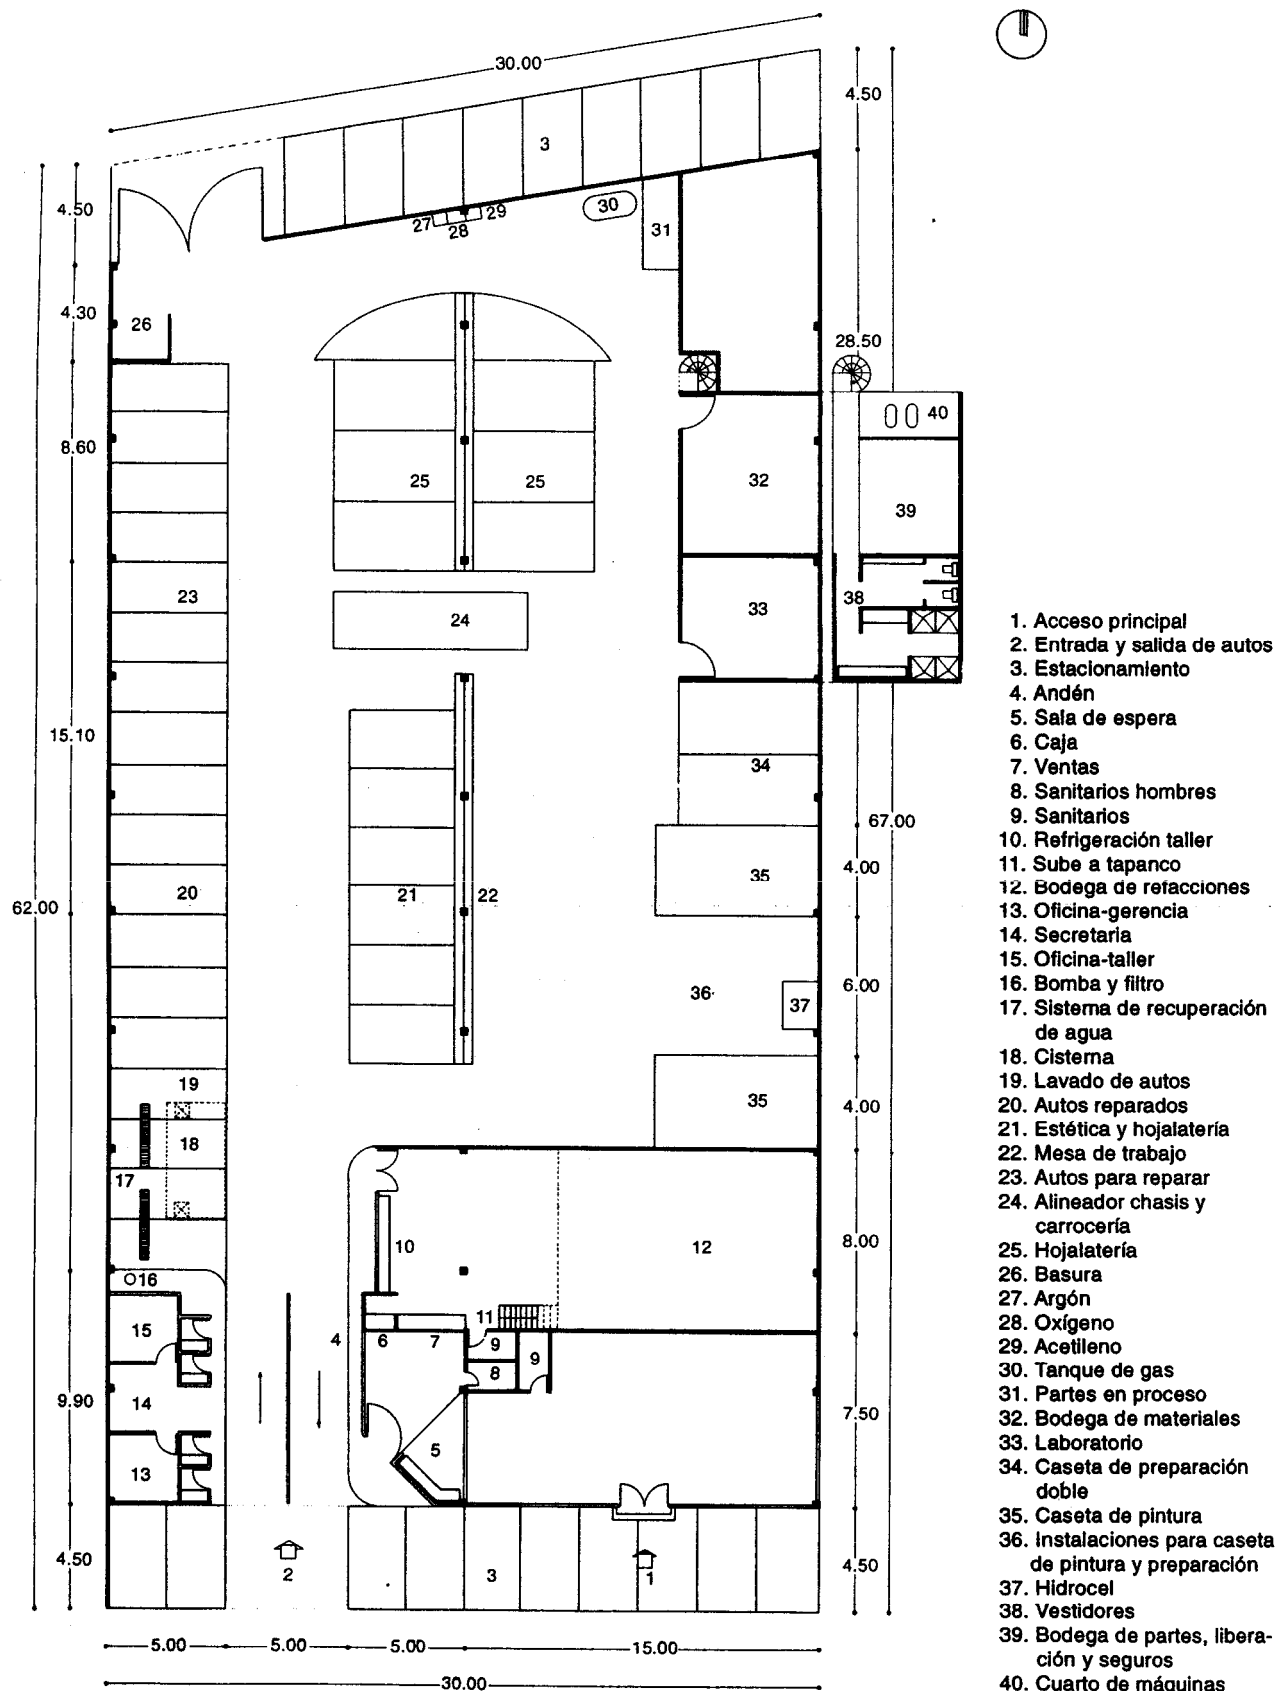 30.00
4.50
3
4.50
27
28
29
30
31
4.30
26
28.50
40
8.60
25
25
32
39
23
24
33
38
15.10
34
67.00
35
4.00
62.00
20
21
22
36
37
6.00
19
35
4.00
18
17
10
12
8.00
16
15
4
6
7
11
9
9
8
9.90
14
7.50
5
13
4.50
2
3
1
4.50
5.00
5.00
5.00
15.00
30.00
1. Acceso principal
2. Entrada y salida de autos
3. Estacionamiento
4. Andén
5. Sala de espera
6. Caja
7. Ventas
8. Sanitarios hombres
9. Sanitarios
10. Refrigeración taller
11. Sube a tapanco
12. Bodega de refacciones
13. Oficina-gerencia
14. Secretaria
15. Oficina-taller
16. Bomba y filtro
17. Sistema de recuperación
de agua
18. Cisterna
19. Lavado de autos
20. Autos reparados
21. Estética y hojalatería
22. Mesa de trabajo
23. Autos para reparar
24. Alineador chasis y
carrocería
25. Hojalatería
26. Basura
27. Argón
28. Oxígeno
29. Acetileno
30. Tanque de gas
31. Partes en proceso
32. Bodega de materiales
33. Laboratorio
34. Caseta de preparación
doble
35. Caseta de pintura
36. Instalaciones para caseta
de pintura y preparación
37. Hidrocel
38. Vestidores
39. Bodega de partes, libera-
ción y seguros
40. Cuarto de máquinas